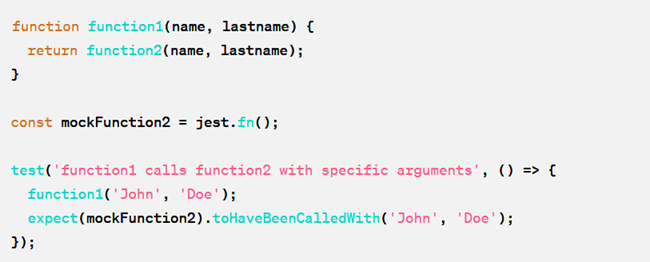 function function1(name, lastname) {
  return function2(name, lastname);
}

const mockFunction2 = jest.fn();

test('function1 calls function2 with specific arguments', () => {
  function1('John', 'Doe');
  expect(mockFunction2).toHaveBeenCalledWith('John', 'Doe');
});